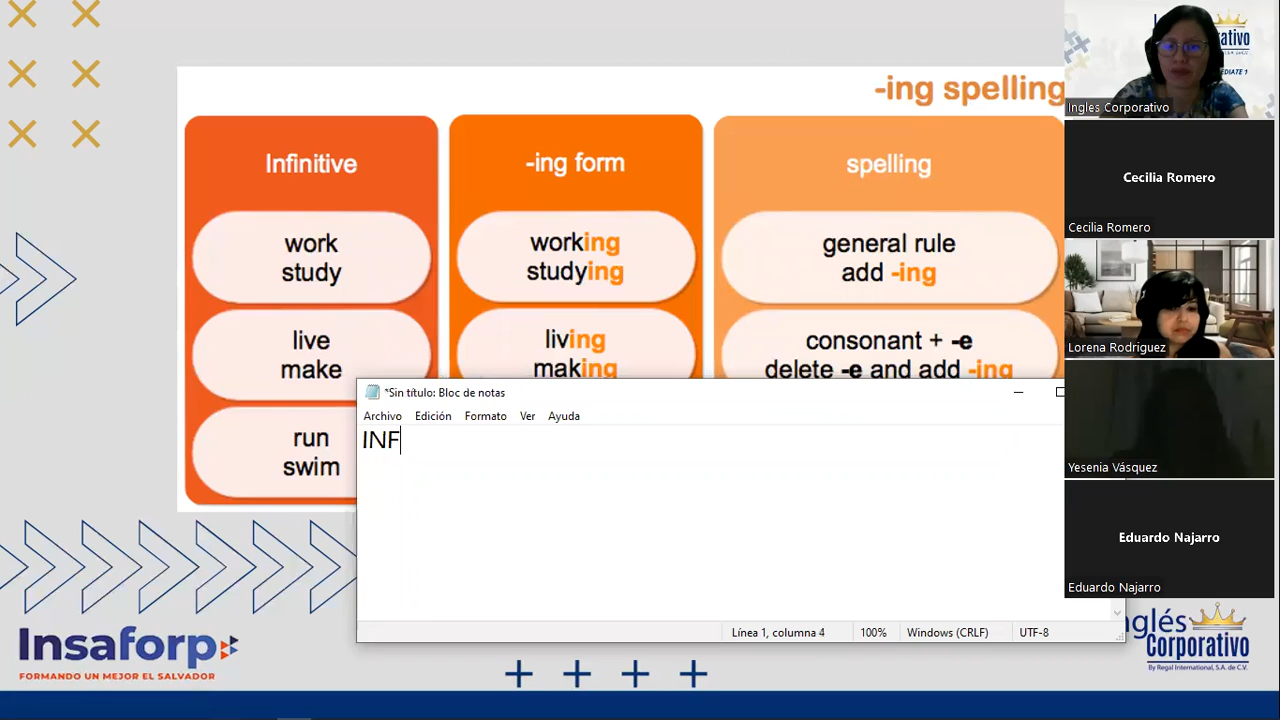 -ing spelling
Infinitive
-ing form
spelling
work
study
working
studying
general rule
add -ing
live
make
living
making
consonant + -e
delete -e and add -ing
run
swim
*Sin título: Bloc de notas
Archivo Edición Formato Ver Ayuda
INF
Línea 1, columna 4 100% Windows (CRLF) UTF-8
Insaforp
FORMANDO UN MEJOR EL SALVADOR
nglés
Corporativo
By Regal International, S.A. de C.V.
Inglés Corporativo
Cecilia Romero
Cecilia Romero
Lorena Rodríguez
Yesenia Vásquez
Eduardo Najarro
Eduardo Najarro